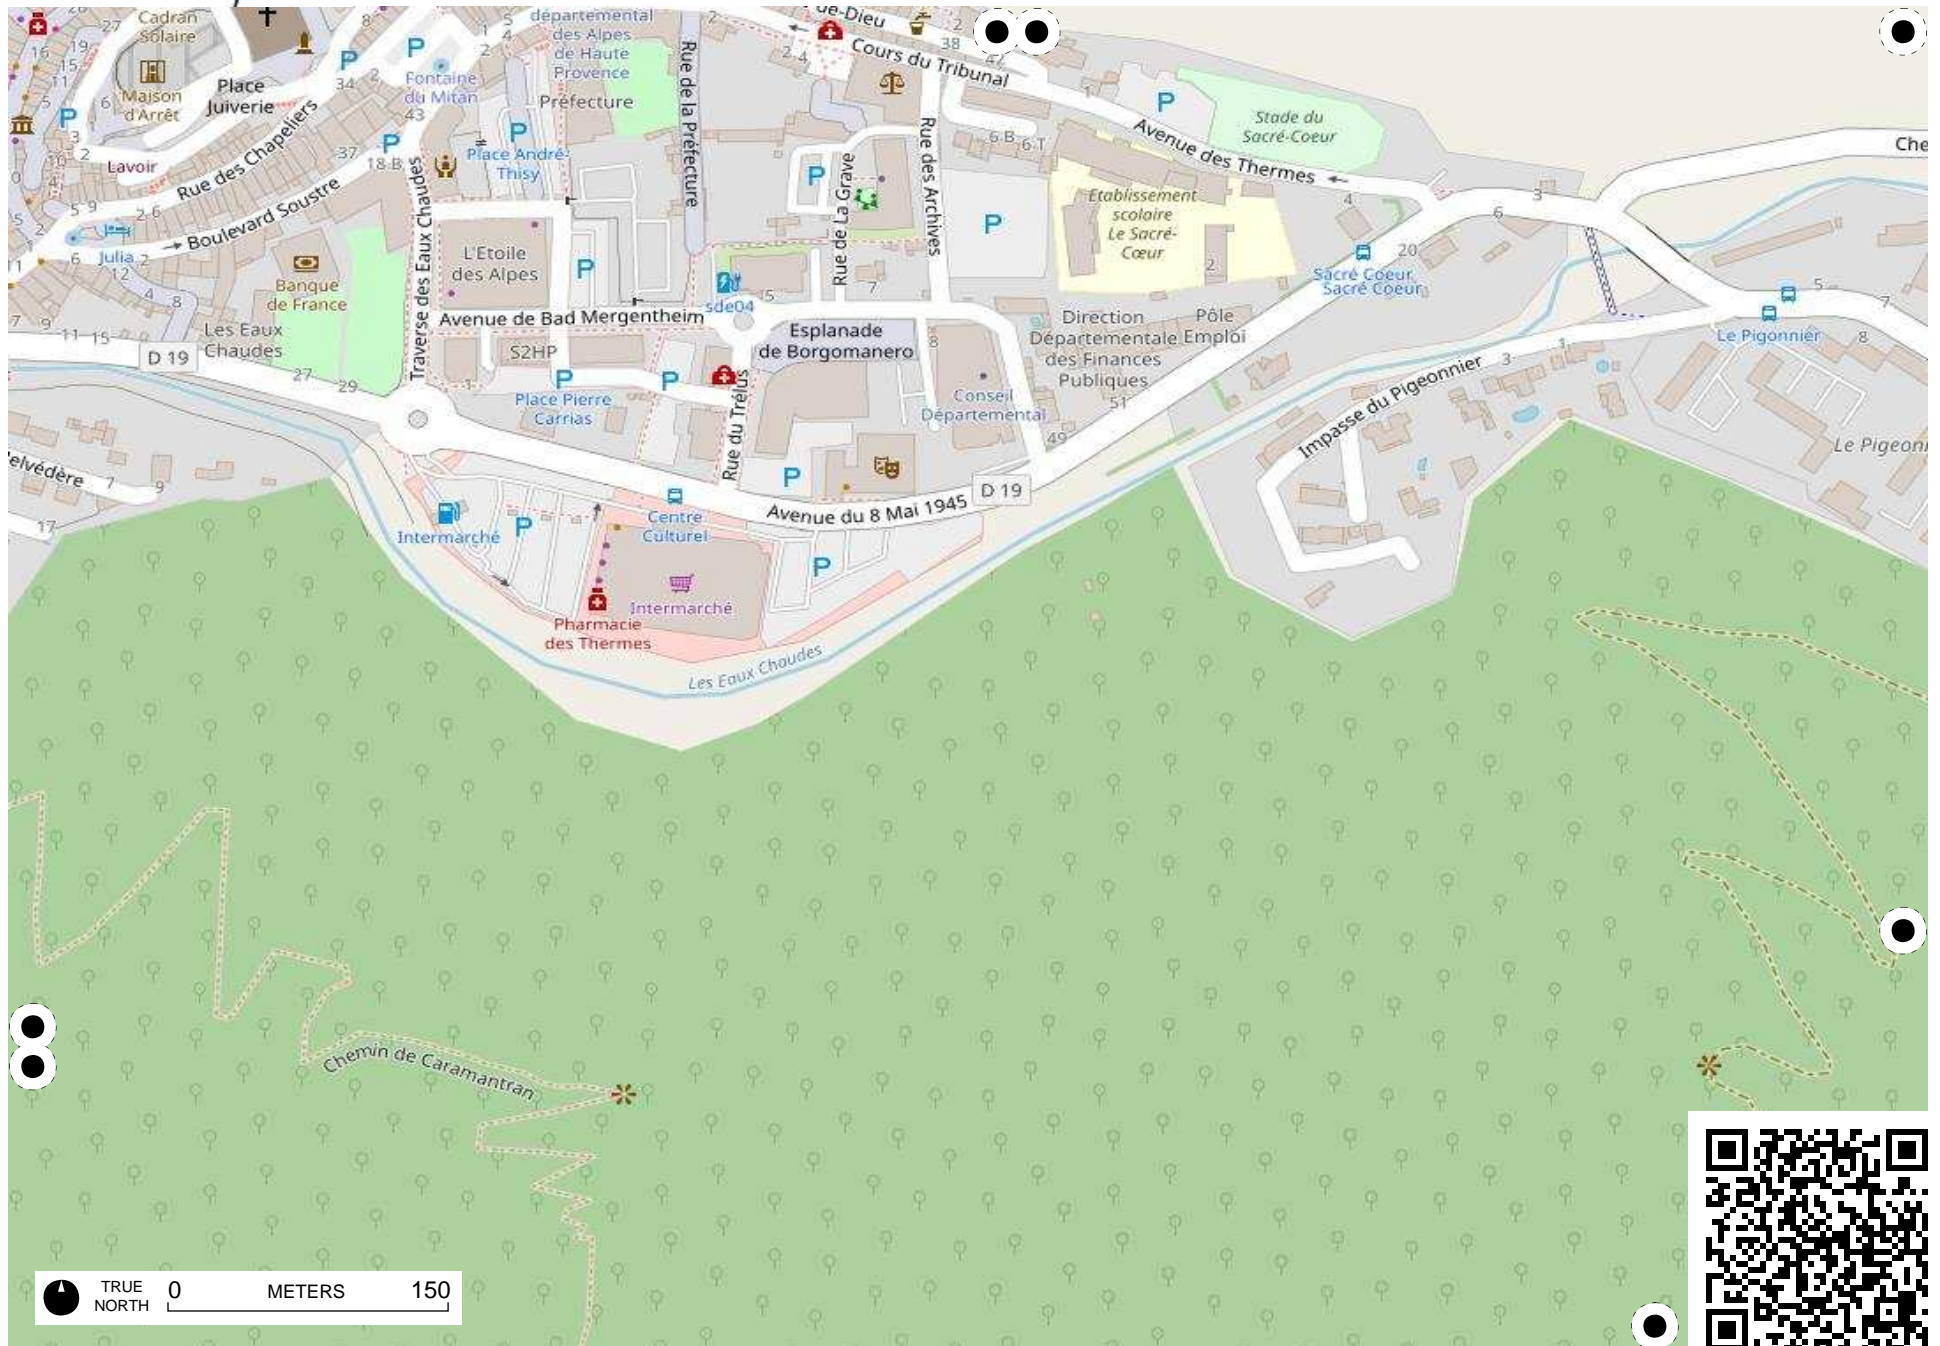 Cadran
Solaire
Maison
d'Arrêt
Place
Juiverie
Lavoir
Rue des Chapeliers
Boulevard Soustre
Julia
Fontaine
du Mitan
départemental
des Alpes
de Haute
Provence
Préfecture
Place André-
Thisy
Rue de la Préfecture
Cours du Tribunal
Rue des Archives
Rue de La Grave
Avenue des Thermes
Stade du
Sacré-Coeur
Etablissement
scolaire
Le Sacré-
Cœur
Sacré Coeur
Sacré Coeur
Che
Le Pigonnier
Le Pigeon
Impasse du Pigeonnier
Banque
de France
Les Eaux
Chaudes
Traverse des Eaux Chaudes
L'Etoile
des Alpes
Avenue de Bad Mergentheim
sde04
S2HP
Place Pierre
Carrias
Esplanade
de Borgomanero
Rue du Trélus
Direction
Départementale
des Finances
Publiques
Pôle
Emploi
Conseil
Départemental
D 19
D 19
Avenue du 8 Mai 1945
Centre
Culturel
Intermarché
Intermarché
Pharmacie
des Thermes
Les Eaux Chaudes
elvédère
Chemin de Caramantran
TRUE
NORTH
0 METERS 150